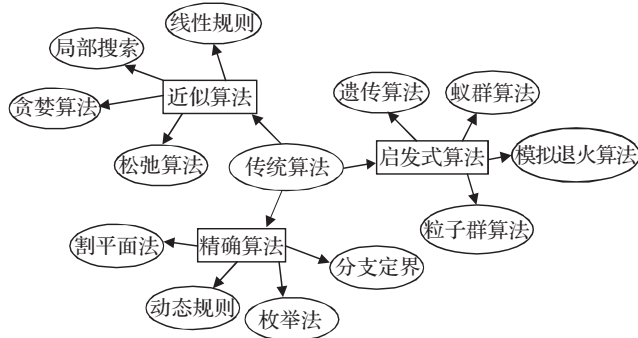 线性规则
局部搜索
近似算法
贪婪算法
松弛算法
传统算法
遗传算法
蚁群算法
启发式算法
模拟退火算法
粒子群算法
割平面法
精确算法
分支定界
动态规则
枚举法